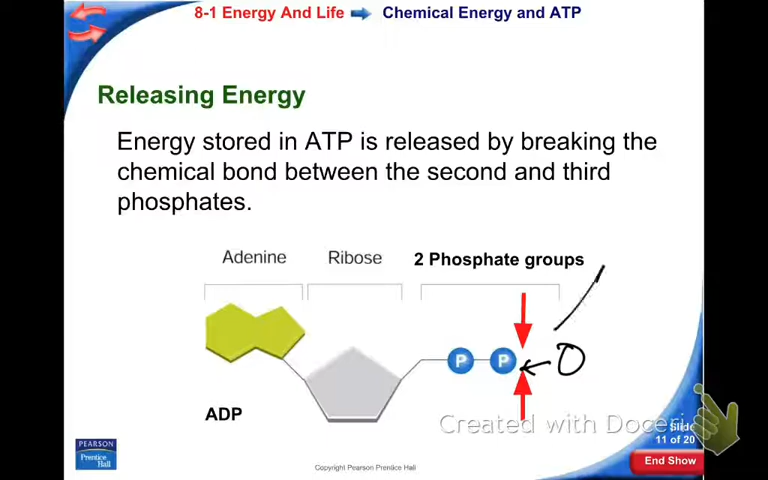 8-1 Energy And Life Chemical Energy and ATP
Releasing Energy
Energy stored in ATP is released by breaking the
chemical bond between the second and third
phosphates.
Adenine Ribose 2 Phosphate groups
P P
ADP
Created with Doceri
Slide
11 of 20
PEARSON
Prentice
Hall
Copyright Pearson Prentice Hall
End Show